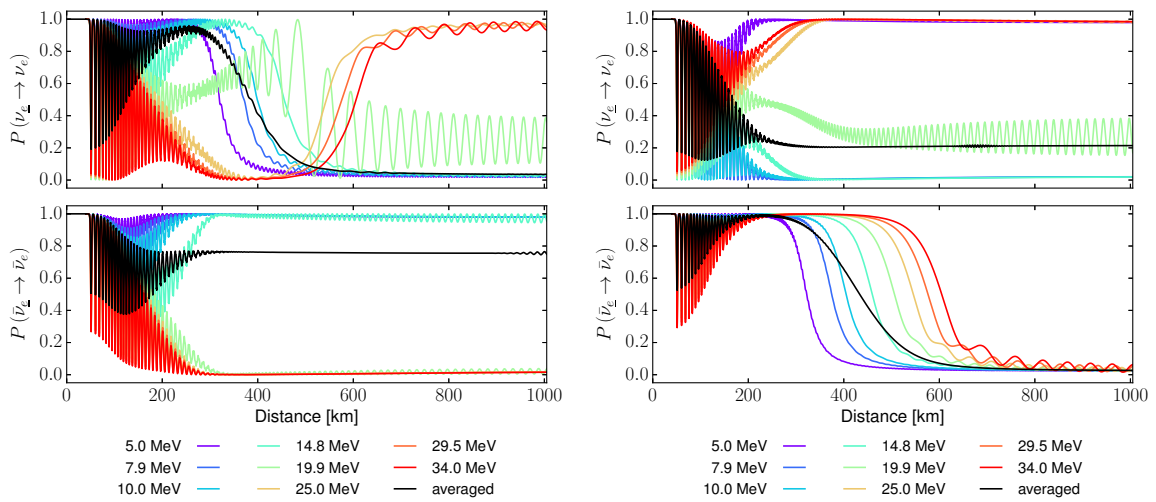 P (ν_e̲ → ν_e)
1.0
0.8
0.6
0.4
0.2
0.0
P (ν̄_e̲ → ν̄_e)
1.0
0.8
0.6
0.4
0.2
0.0
0 200 400 600 800 1000
Distance [km]
5.0 MeV 14.8 MeV 29.5 MeV
7.9 MeV 19.9 MeV 34.0 MeV
10.0 MeV 25.0 MeV averaged
P (ν_e̲ → ν_e)
1.0
0.8
0.6
0.4
0.2
0.0
P (ν̄_e̲ → ν̄_e)
1.0
0.8
0.6
0.4
0.2
0.0
0 200 400 600 800 1000
Distance [km]
5.0 MeV 14.8 MeV 29.5 MeV
7.9 MeV 19.9 MeV 34.0 MeV
10.0 MeV 25.0 MeV averaged